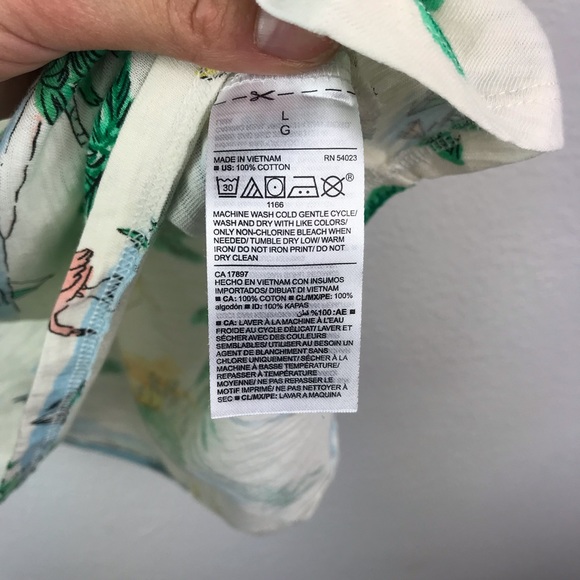 L
G
MADE IN VIETNAM RN 54023
■ US: 100% COTTON
30 ®
1166
MACHINE WASH COLD GENTLE CYCLE/
WASH AND DRY WITH LIKE COLORS/
ONLY NON-CHLORINE BLEACH WHEN
NEEDED/ TUMBLE DRY LOW/ WARM
IRON/ DO NOT IRON PRINT/ DO NOT
DRY CLEAN
CA 17897
HECHO EN VIETNAM CON INSUMOS
IMPORTADOS/ DIBUAT DI VIETNAM
■ CA: 100% COTON ■ CL/MX/PE: 100%
algodón ■ ID: 100% KAPAS
%100 :AE ■
■ CA: LAVER À LA MACHINE À L'EAU
FROIDE AU CYCLE DÉLICAT/ LAVER ET
SÉCHER AVEC DES COULEURS
SEMBLABLES/ UTILISER AU BESOIN UN
AGENT DE BLANCHIMENT SANS
CHLORE UNIQUEMENT/ SÉCHER À LA
MACHINE À BASSE TEMPÉRATURE/
REPASSER À TEMPÉRATURE
MOYENNE/ NE PAS REPASSER LE
MOTIF IMPRIMÉ/ NE PAS NETTOYER À
SEC ■ CL/MX/PE: LAVAR A MAQUINA